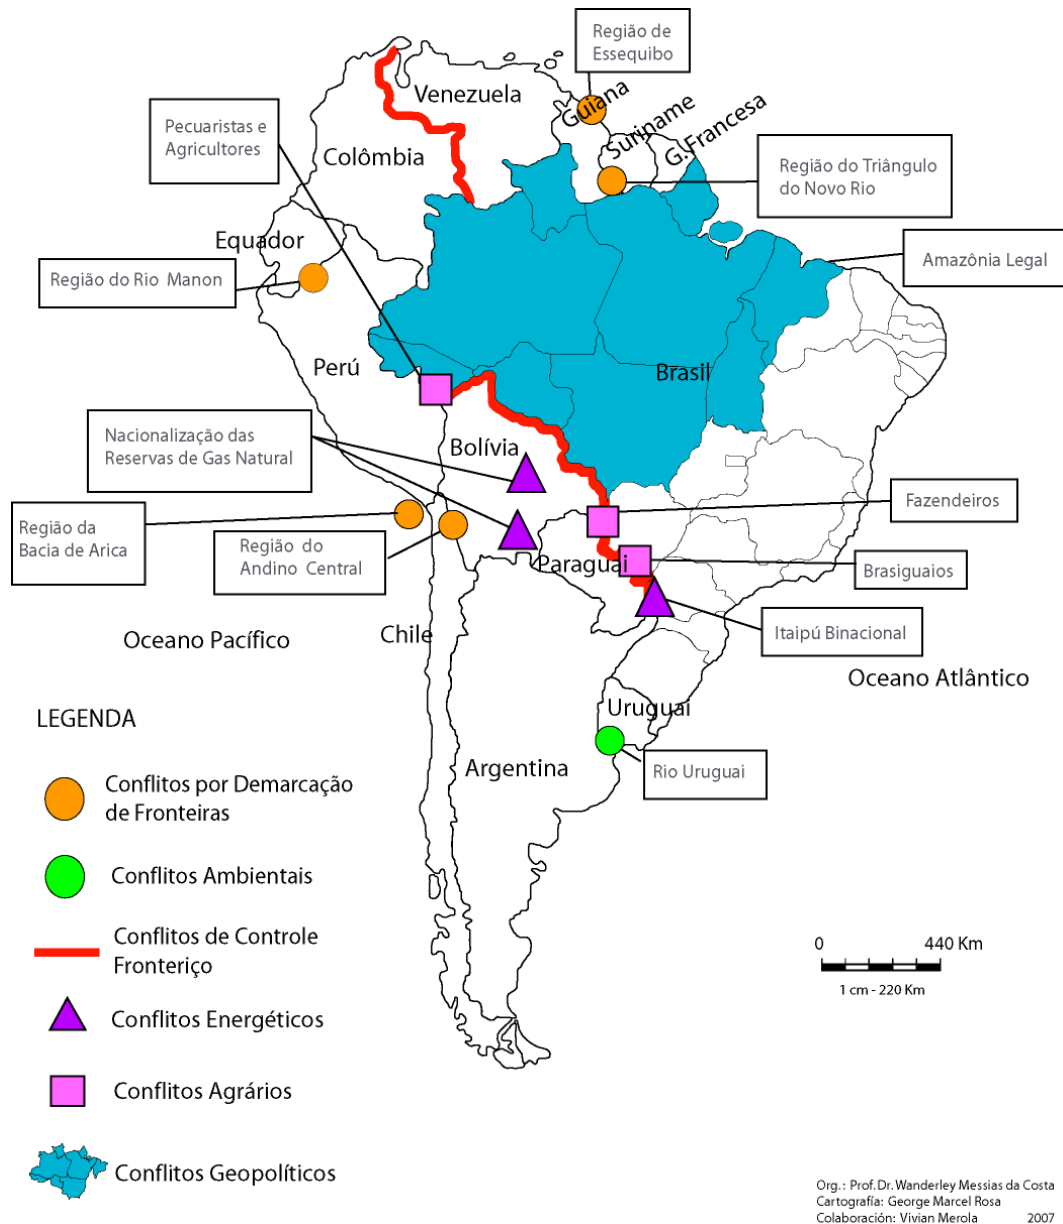 Região de
Essequibo
Venezuela
Guiana
Suriname
G. Francesa
Pecuaristas e
Agricultores
Colômbia
Região do Triângulo
do Novo Rio
Equador
Amazônia Legal
Região do Rio Manon
Perú
Brasil
Nacionalização das
Reservas de Gas Natural
Bolívia
Fazendeiros
Região da
Bacia de Arica
Região do
Andino Central
Paraguai
Brasiguaios
Itaipú Binacional
Oceano Pacífico
Chile
Oceano Atlântico
Uruguai
Rio Uruguai
Argentina
LEGENDA
Conflitos por Demarcação
de Fronteiras
Conflitos Ambientais
Conflitos de Controle
Fronteriço
Conflitos Energéticos
Conflitos Agrários
Conflitos Geopolíticos
0 440 Km
1 cm - 220 Km
Org.: Prof. Dr. Wanderley Messias da Costa
Cartografía: George Marcel Rosa
Colaboración: Vivian Merola 2007